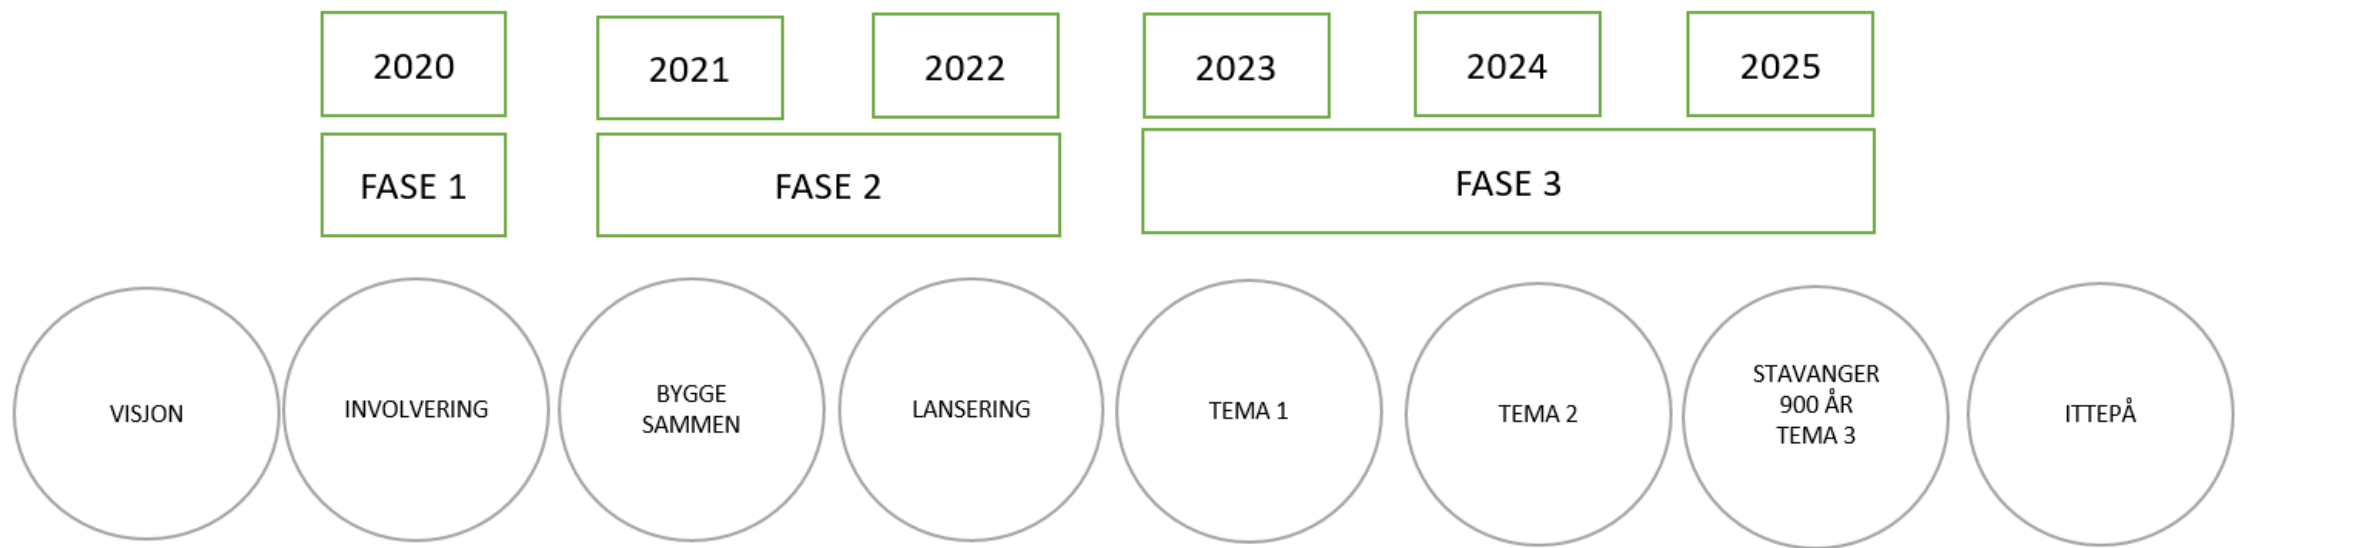 2020
2021
2022
2023
2024
2025
FASE 1
FASE 2
FASE 3
VISJON
INVOLVERING
BYGGE
SAMMEN
LANSERING
TEMA 1
TEMA 2
STAVANGER
900 ÅR
TEMA 3
ITTEPÅ